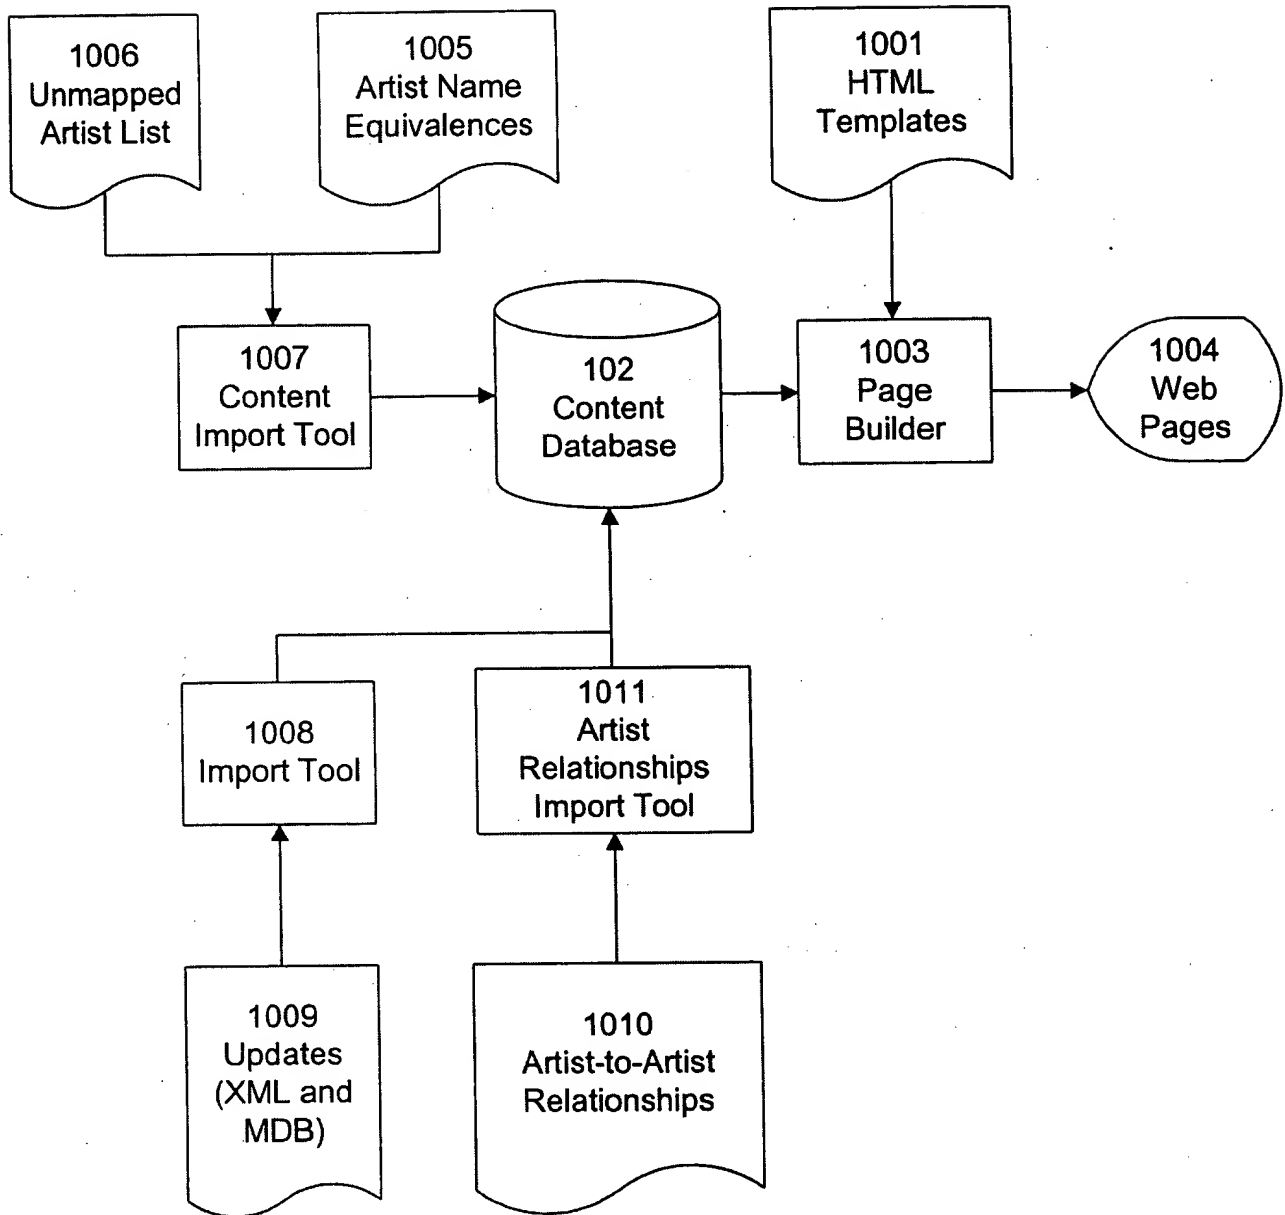 1006
Unmapped
Artist List
1005
Artist Name
Equivalences
1001
HTML
Templates
1007
Content
Import Tool
102
Content
Database
1003
Page
Builder
1004
Web
Pages
1008
Import Tool
1011
Artist
Relationships
Import Tool
1009
Updates
(XML and
MDB)
1010
Artist-to-Artist
Relationships